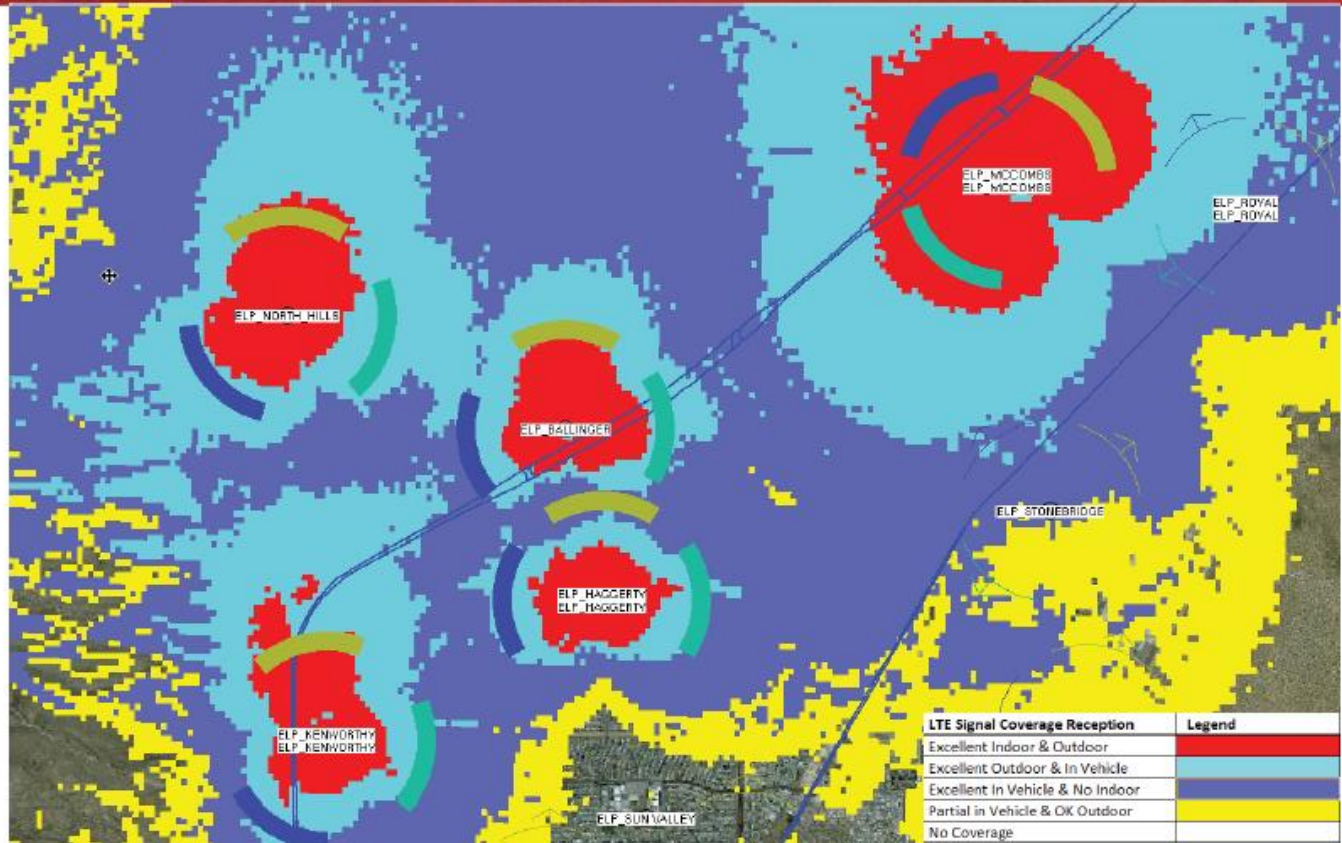 ELP_MCCOMBS
ELP_MCCOMBS
ELP_ROYAL
ELP_ROYAL
ELP_NORTH_HILLS
ELP_BALLINGER
ELP_STONEBRIDGE
ELP_HAGGERTY
ELP_HAGGERTY
ELP_KENWORTHY
ELP_KENWORTHY
ELP_SUN VALLEY
LTE Signal Coverage Reception Legend
Excellent Indoor & Outdoor
Excellent Outdoor & In Vehicle
Excellent In Vehicle & No Indoor
Partial in Vehicle & OK Outdoor
No Coverage